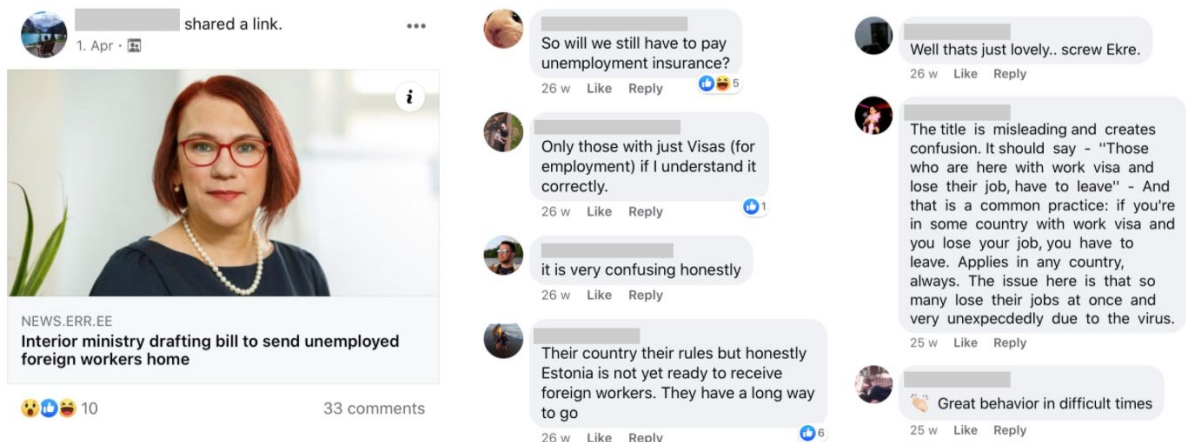 shared a link.
1. Apr ·
i
NEWS.ERR.EE
Interior ministry drafting bill to send unemployed
foreign workers home
10
33 comments
So will we still have to pay
unemployment insurance?
26 w Like Reply
5
Only those with just Visas (for
employment) if I understand it
correctly.
26 w Like Reply
1
it is very confusing honestly
26 w Like Reply
Their country their rules but honestly
Estonia is not yet ready to receive
foreign workers. They have a long way
to go
26 w Like Reply
6
Well thats just lovely.. screw Ekre.
26 w Like Reply
The title is misleading and creates
confusion. It should say - "Those
who are here with work visa and
lose their job, have to leave" - And
that is a common practice: if you're
in some country with work visa and
you lose your job, you have to
leave. Applies in any country,
always. The issue here is that so
many lose their jobs at once and
very unexpecdedly due to the virus.
25 w Like Reply
👏🏻 Great behavior in difficult times
25 w Like Reply